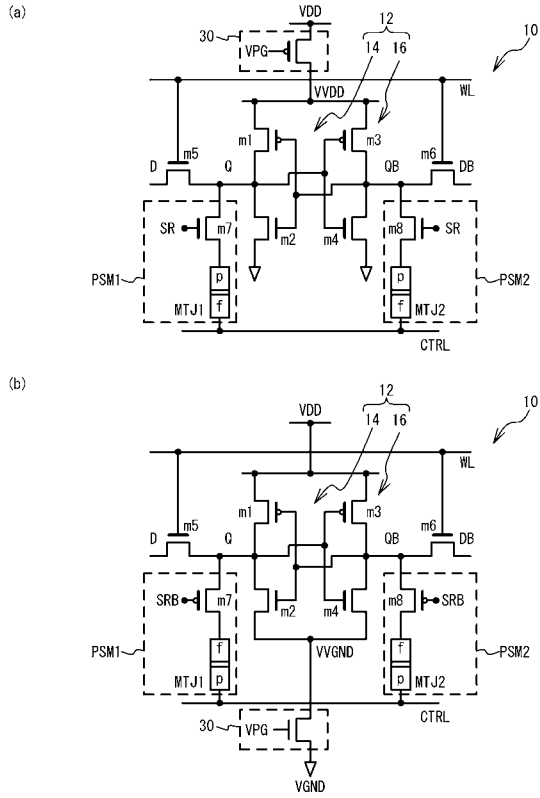 (a)
VDD
12
30
VPG
14
16
10
VVDD
WL
m1
m3
D
m5
Q
QB
m6
DB
SR
m7
m2
m4
m8
SR
p
p
PSM1
PSM2
f
MTJ1
MTJ2
f
CTRL
(b)
12
VDD
14
16
10
WL
m1
m3
D
m5
Q
QB
m6
DB
SRB
m7
m2
m4
m8
SRB
f
f
PSM1
VVGND
PSM2
p
MTJ1
MTJ2
p
CTRL
30
VPG
VGND